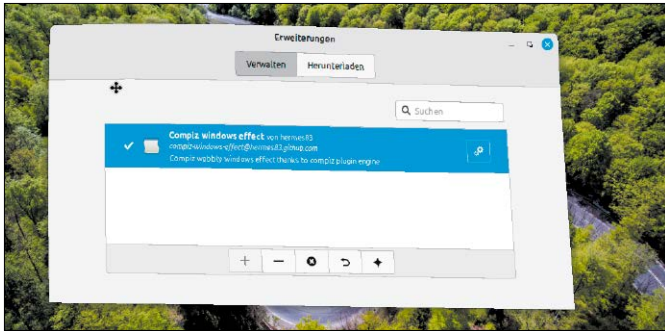 Erweiterungen
Verwalten Herunterladen
Suchen
Compiz windows effect von hermes83
compiz-windows-effect@hermes83.github.com
Compiz wobbly windows effect thanks to compiz plugin engine